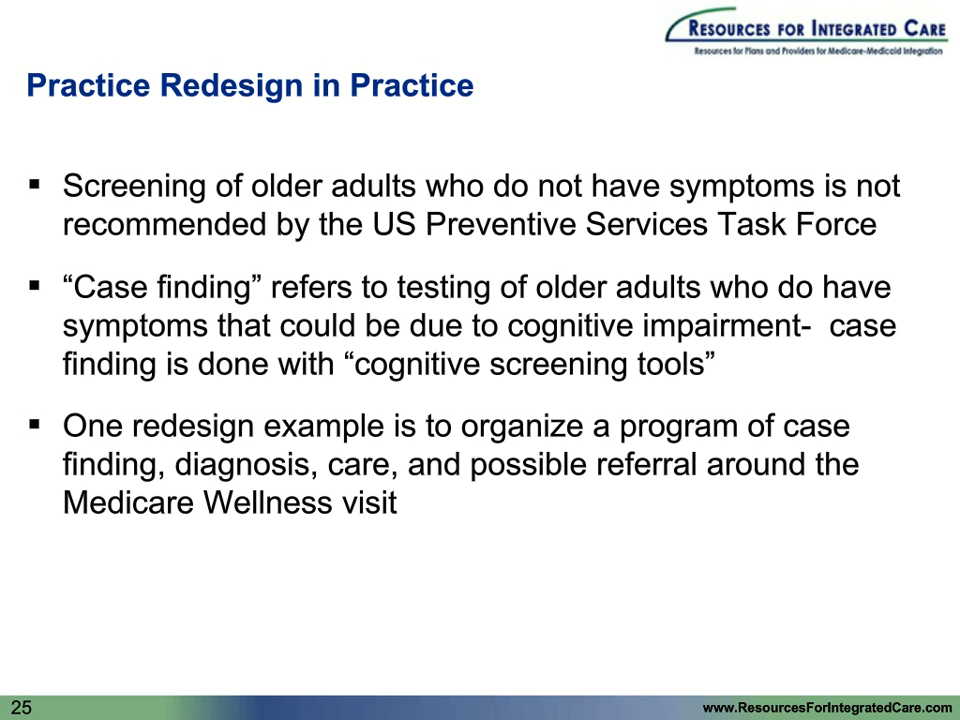 RESOURCES FOR INTEGRATED CARE
Resources for Plans and Providers for Medicare-Medicaid Integration
Practice Redesign in Practice
▪ Screening of older adults who do not have symptoms is not
recommended by the US Preventive Services Task Force
▪ “Case finding” refers to testing of older adults who do have
symptoms that could be due to cognitive impairment-  case
finding is done with “cognitive screening tools”
▪ One redesign example is to organize a program of case
finding, diagnosis, care, and possible referral around the
Medicare Wellness visit
25
www.ResourcesForIntegratedCare.com